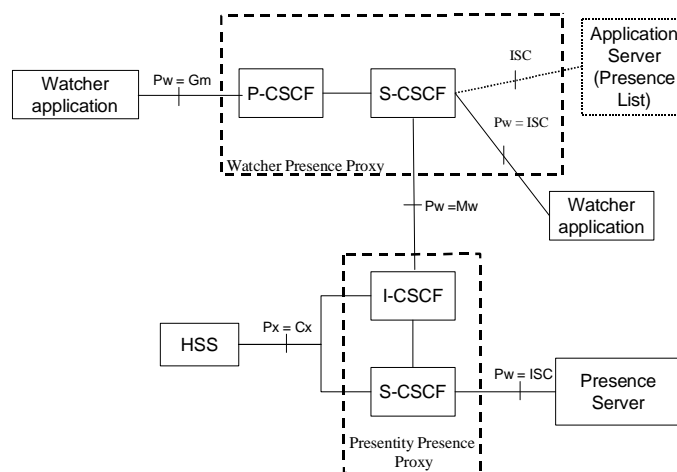 ISC
Application
Server
(Presence
List)
Watcher
application
Pw = Gm
P-CSCF
S-CSCF
Pw = ISC
Watcher Presence Proxy
Watcher
application
Pw =Mw
I-CSCF
HSS
Px = Cx
S-CSCF
Pw = ISC
Presence
Server
Presentity Presence
Proxy